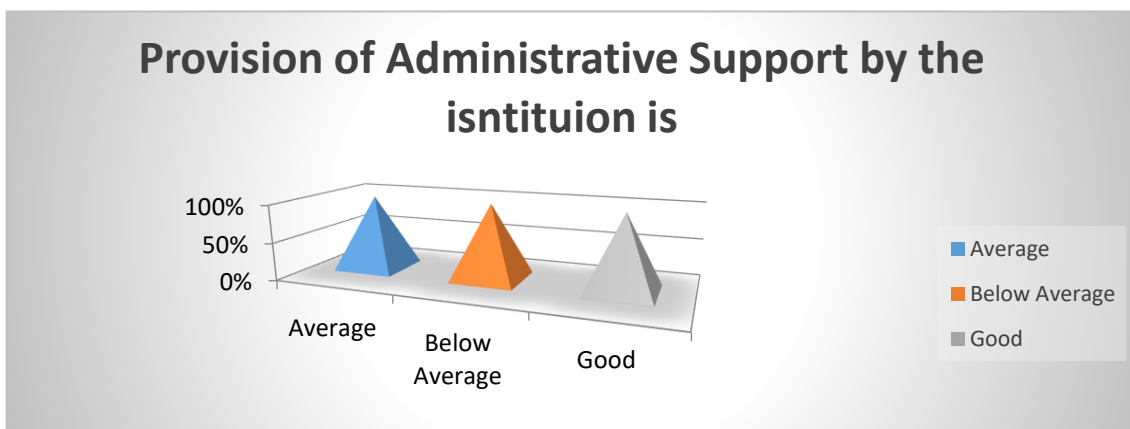 Provision of Administrative Support by the
isntituion is
100%
50%
0%
Average
Below
Average
Good
Average
Below Average
Good